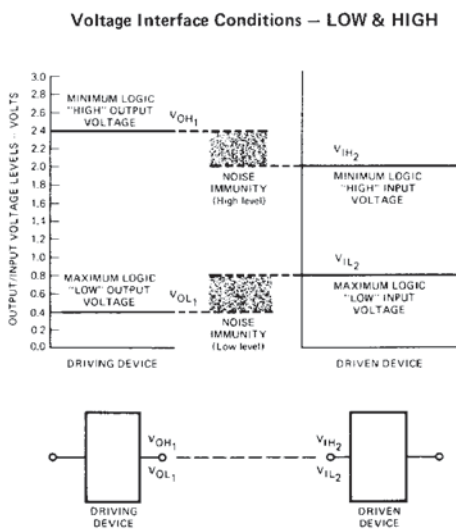 Voltage Interface Conditions – LOW & HIGH
OUTPUT/INPUT VOLTAGE LEVELS – VOLTS
3.0
2.8
2.6
2.4
2.2
2.0
1.8
1.6
1.4
1.2
1.0
0.8
0.6
0.4
0.2
0.0
MINIMUM LOGIC
"HIGH" OUTPUT
VOLTAGE
VOH1
NOISE
IMMUNITY
(High level)
VIH2
MINIMUM LOGIC
"HIGH" INPUT
VOLTAGE
MAXIMUM LOGIC
"LOW" OUTPUT
VOLTAGE
VOL1
NOISE
IMMUNITY
(Low level)
VIL2
MAXIMUM LOGIC
"LOW" INPUT
VOLTAGE
DRIVING DEVICE
DRIVEN DEVICE
VOH1
VOL1
DRIVING
DEVICE
VIH2
VIL2
DRIVEN
DEVICE